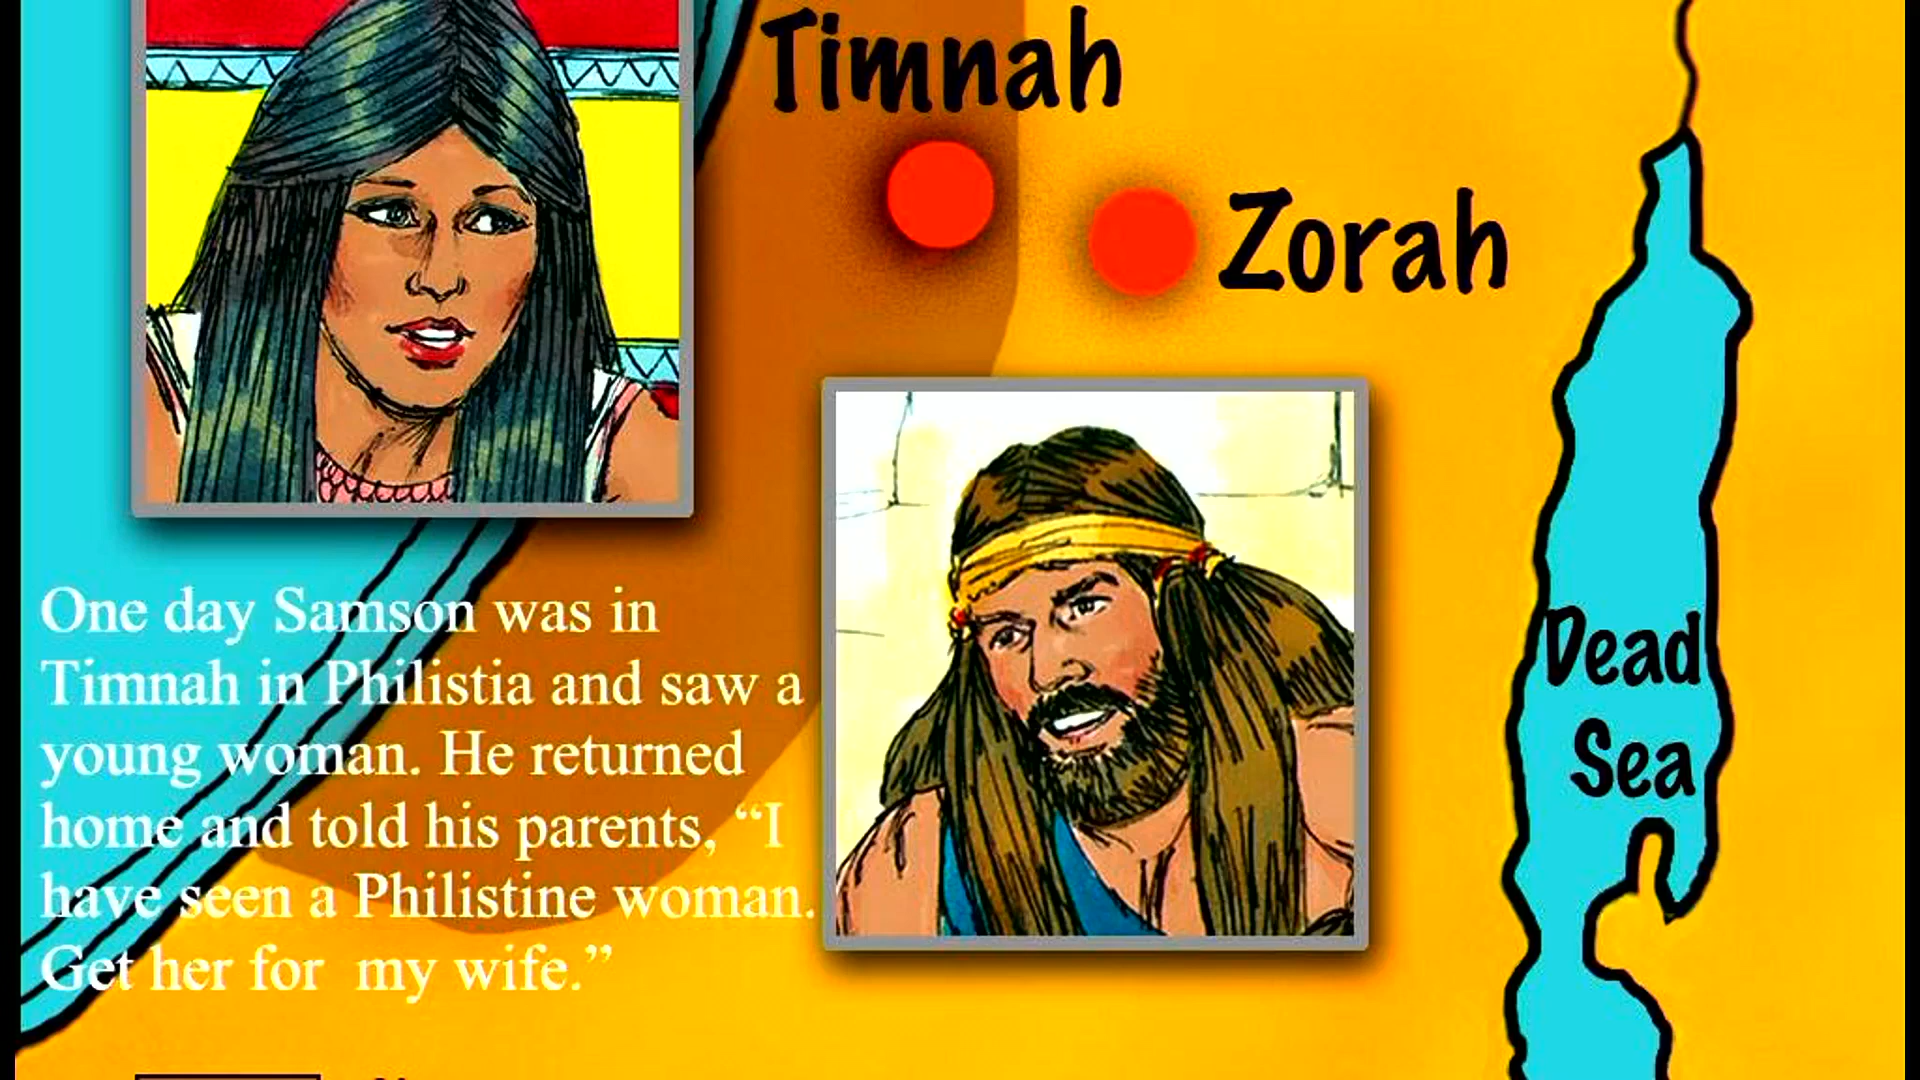 Timnah
Zorah
One day Samson was in
Timnah in Philistia and saw a
young woman. He returned
home and told his parents, “I
have seen a Philistine woman.
Get her for  my wife.”
Dead
Sea